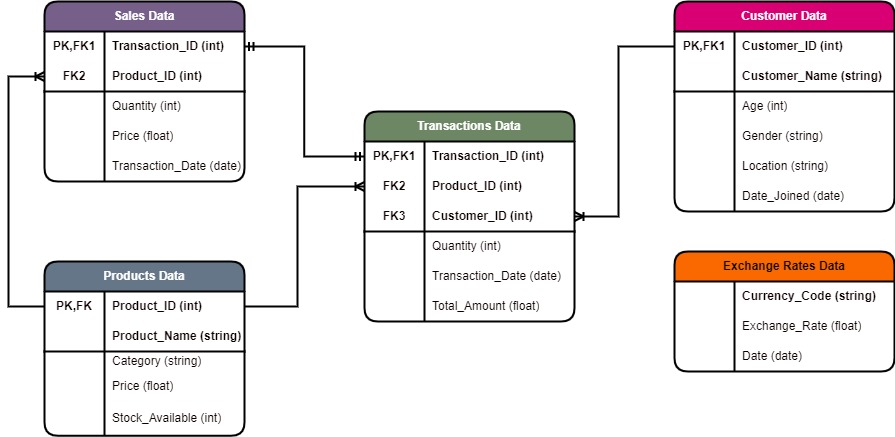 Sales Data
PK,FK1 Transaction_ID (int)
FK2 Product_ID (int)
Quantity (int)
Price (float)
Transaction_Date (date)
Transactions Data
PK,FK1 Transaction_ID (int)
FK2 Product_ID (int)
FK3 Customer_ID (int)
Quantity (int)
Transaction_Date (date)
Total_Amount (float)
Customer Data
PK,FK1 Customer_ID (int)
Customer_Name (string)
Age (int)
Gender (string)
Location (string)
Date_Joined (date)
Products Data
PK,FK Product_ID (int)
Product_Name (string)
Category (string)
Price (float)
Stock_Available (int)
Exchange Rates Data
Currency_Code (string)
Exchange_Rate (float)
Date (date)